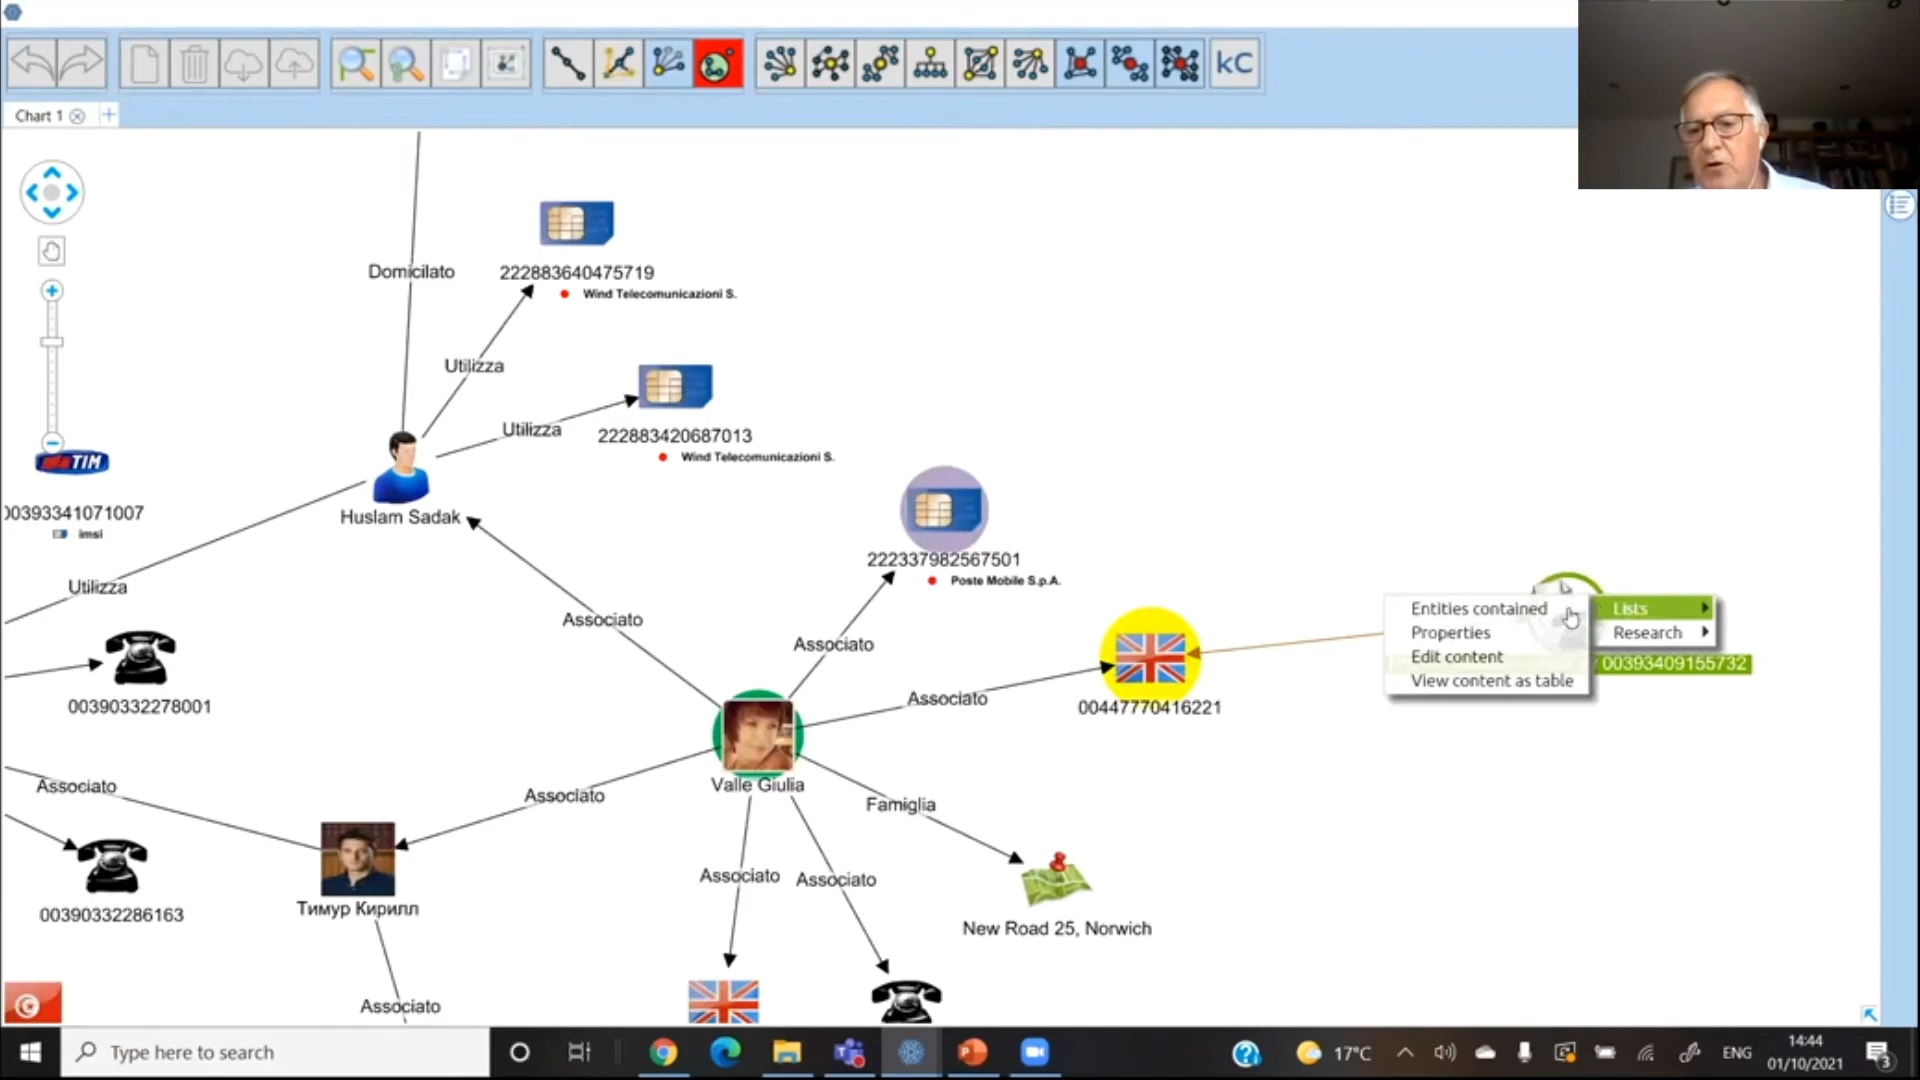 kC
Chart 1
Domicilato
222883640475719
Wind Telecomunicazioni S.
Utilizza
Utilizza
222883420687013
Wind Telecomunicazioni S.
TIM
00393341071007
imsi
Huslam Sadak
222337982567501
Poste Mobile S.p.A.
Utilizza
Associato
Associato
Entities contained
Lists
Properties
Research
Edit content
00393409155732
View content as table
00390332278001
Associato
00447770416221
Valle Giulia
Associato
Associato
Famiglia
Associato
Associato
Тимур Кирилл
00390332286163
New Road 25, Norwich
Associato
Type here to search
17°C
ENG
14:44
01/10/2021
3